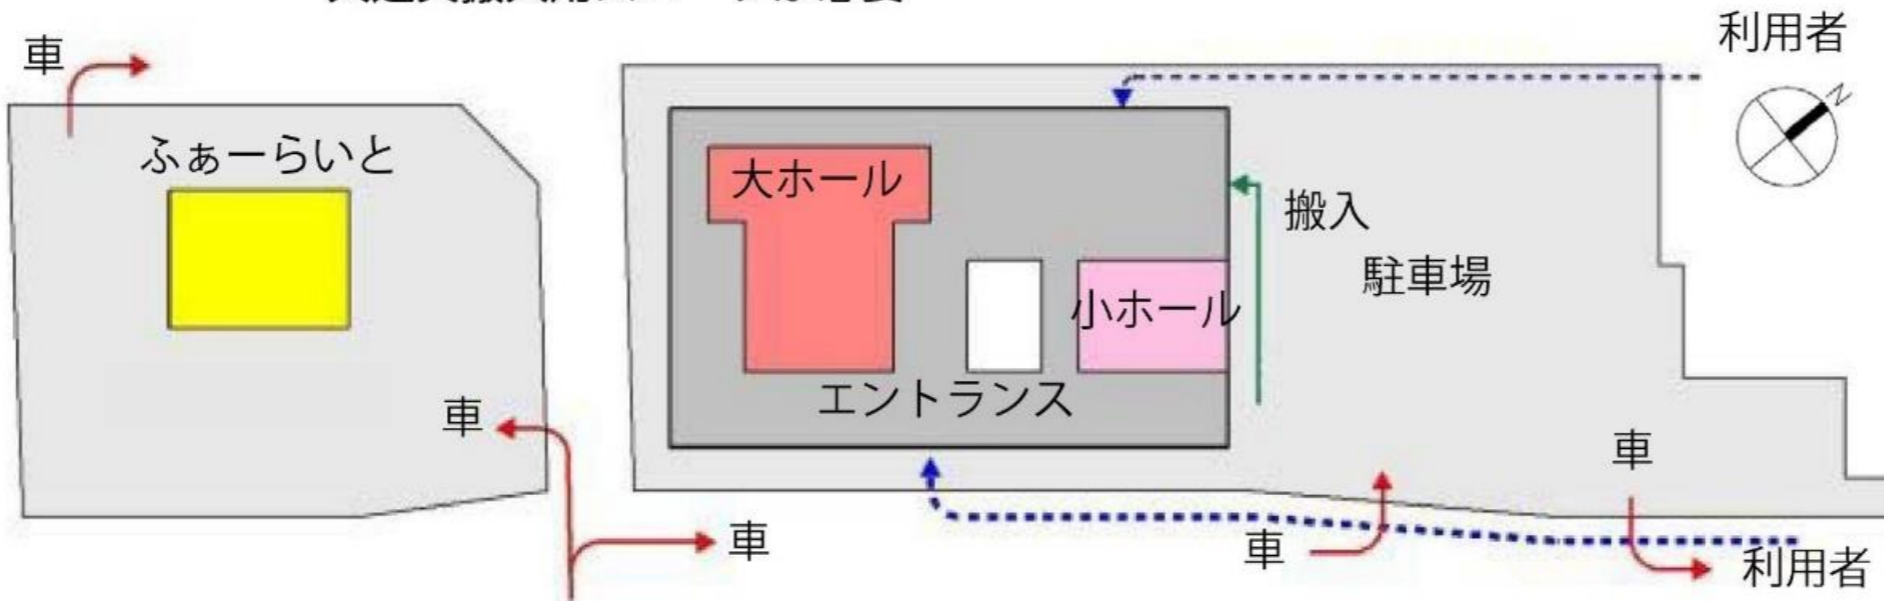 利用者
車
N
ふぁーらいと
大ホール
搬入
駐車場
小ホール
エントランス
車
車
車
車
利用者